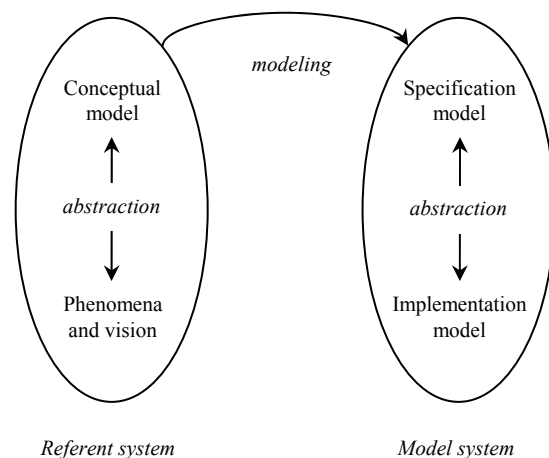 modeling
Conceptual
model
abstraction
Phenomena
and vision
Referent system
Specification
model
abstraction
Implementation
model
Model system